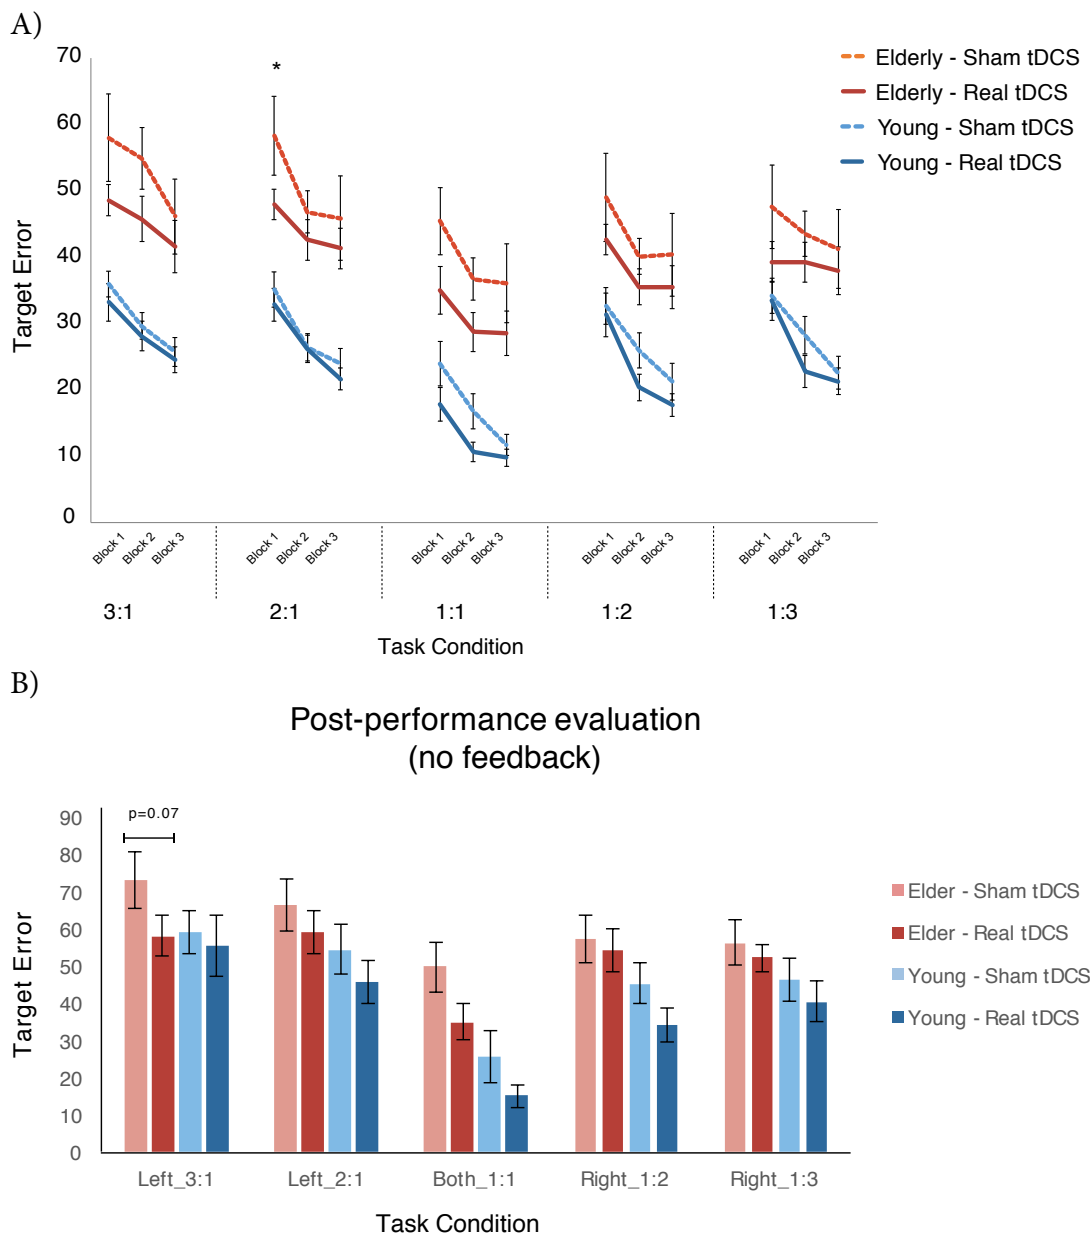 A)
70
60
50
40
30
20
10
0
Target Error
*
Elderly - Sham tDCS
Elderly - Real tDCS
Young - Sham tDCS
Young - Real tDCS
Block 1 Block 2 Block 3
Block 1 Block 2 Block 3
Block 1 Block 2 Block 3
Block 1 Block 2 Block 3
Block 1 Block 2 Block 3
3:1 2:1 1:1 1:2 1:3
Task Condition
B)
Post-performance evaluation
(no feedback)
90
80
70
60
50
40
30
20
10
0
Target Error
p=0.07
Elder - Sham tDCS
Elder - Real tDCS
Young - Sham tDCS
Young - Real tDCS
Left_3:1 Left_2:1 Both_1:1 Right_1:2 Right_1:3
Task Condition